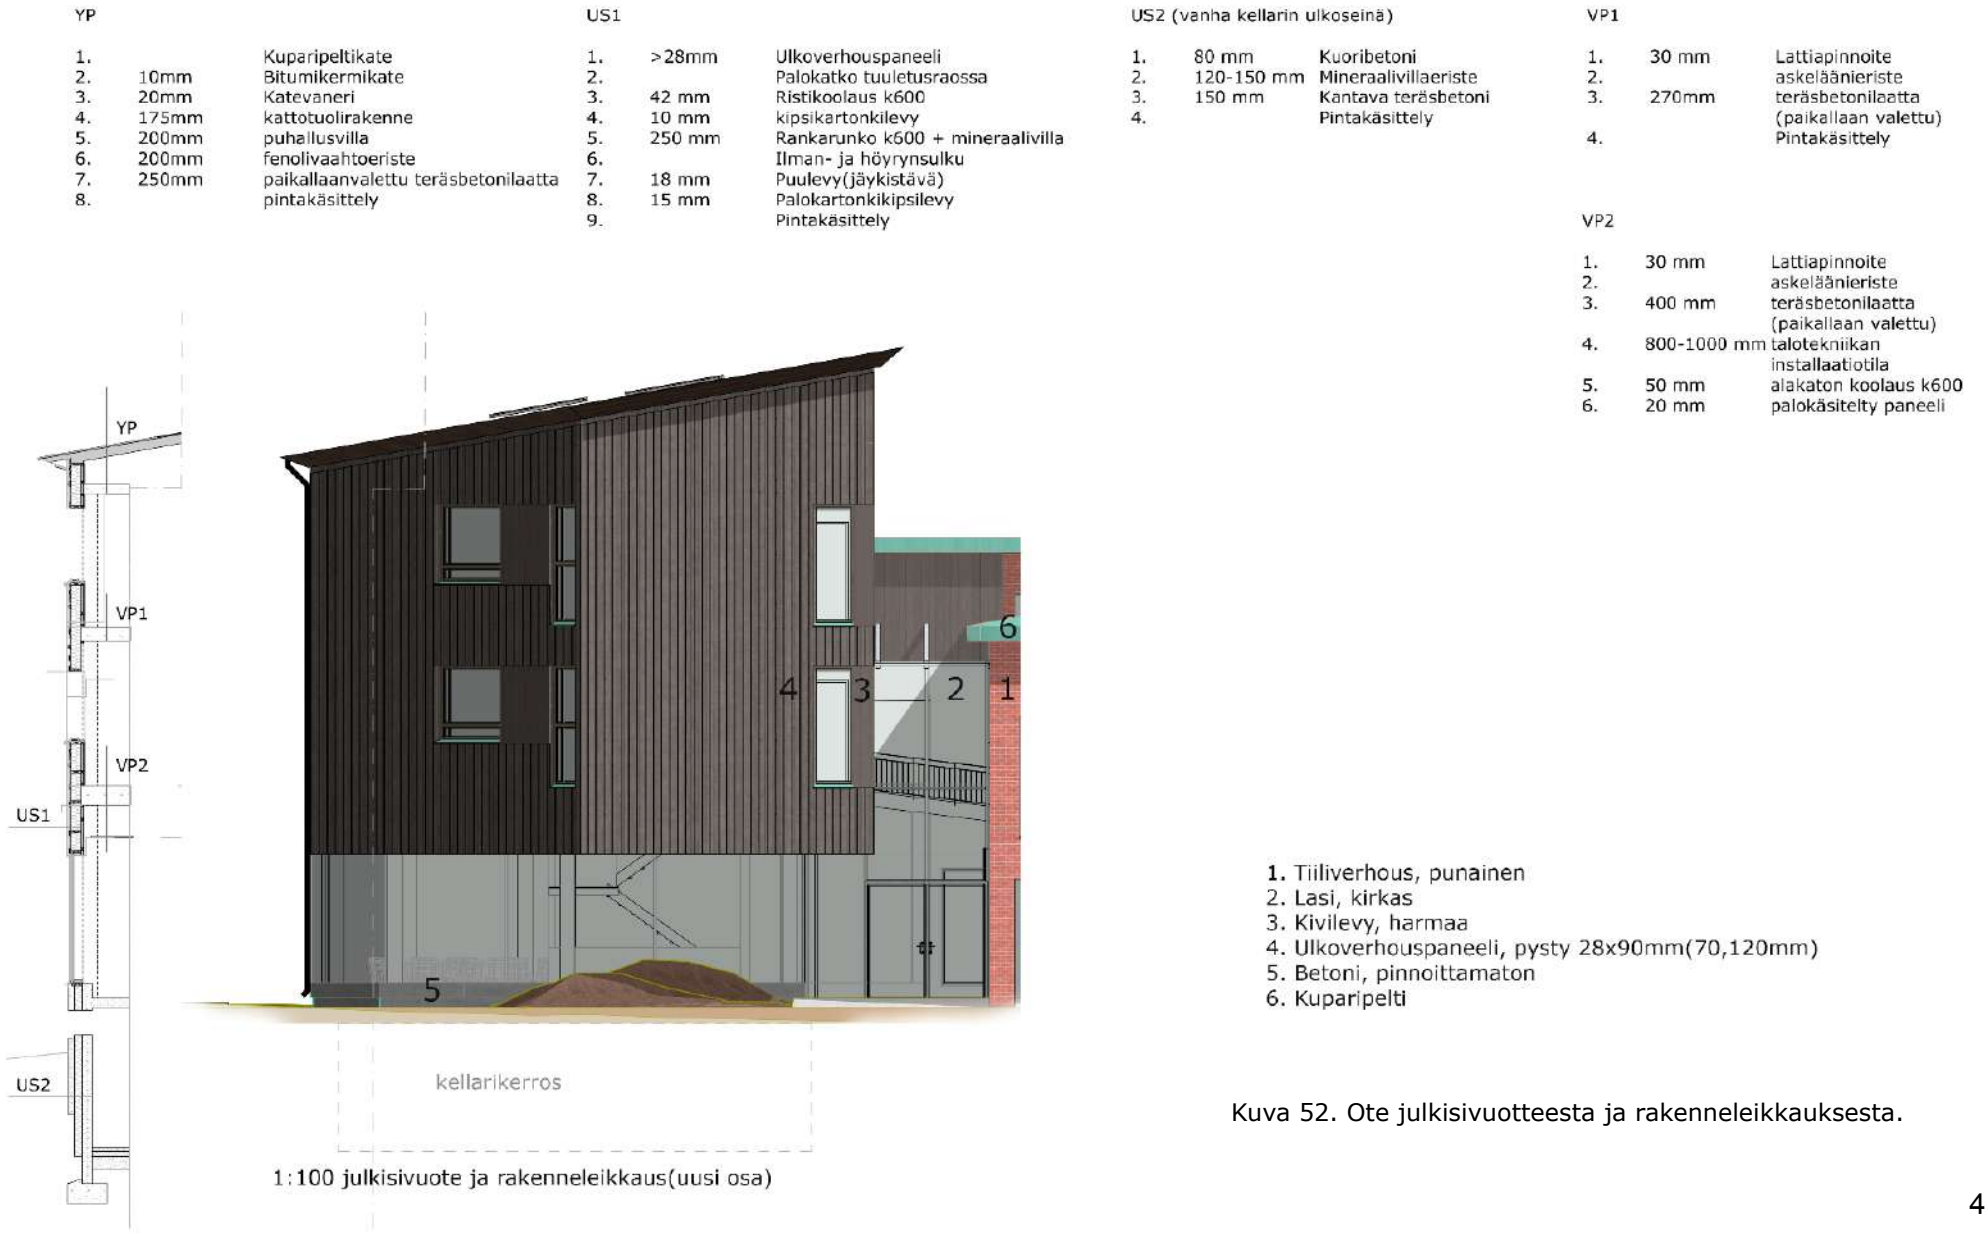 YP
1. Kuparipeltikate
2. 10mm Bitumikermikate
3. 20mm Katevaneri
4. 175mm kattotuolirakenne
5. 200mm puhallusvilla
6. 200mm fenolivaahtoeriste
7. 250mm paikallaanvalettu teräsbetonilaatta
8. pintakäsittely
US1
1. >28mm Ulkoverhouspaneeli
2. Palokatko tuuletusraossa
3. 42 mm Ristikoolaus k600
4. 10 mm kipsikartonkilevy
5. 250 mm Rankarunko k600 + mineraalivilla
6. Ilman- ja höyrynsulku
7. 18 mm Puulevy(jäykistävä)
8. 15 mm Palokartonkikipsilevy
9. Pintakäsittely
US2 (vanha kellarin ulkoseinä)
1. 80 mm Kuoribetoni
2. 120-150 mm Mineraalivillaeriste
3. 150 mm Kantava teräsbetoni
4. Pintakäsittely
VP1
1. 30 mm Lattiapinnoite
2. askeläänieriste
3. 270mm teräsbetonilaatta
(paikallaan valettu)
4. Pintakäsittely
VP2
1. 30 mm Lattiapinnoite
2. askeläänieriste
3. 400 mm teräsbetonilaatta
(paikallaan valettu)
4. 800-1000 mm talotekniikan
installaatiotila
5. 50 mm alakaton koolaus k600
6. 20 mm palokäsitelty paneeli
YP
VP1
VP2
US1
US2
6
4 3 2 1
5
kellarikerros
1:100 julkisivuote ja rakenneleikkaus(uusi osa)
1. Tiiliverhous, punainen
2. Lasi, kirkas
3. Kivilevy, harmaa
4. Ulkoverhouspaneeli, pysty 28x90mm(70,120mm)
5. Betoni, pinnoittamaton
6. Kuparipelti
Kuva 52. Ote julkisivuotteesta ja rakenneleikkauksesta.
4